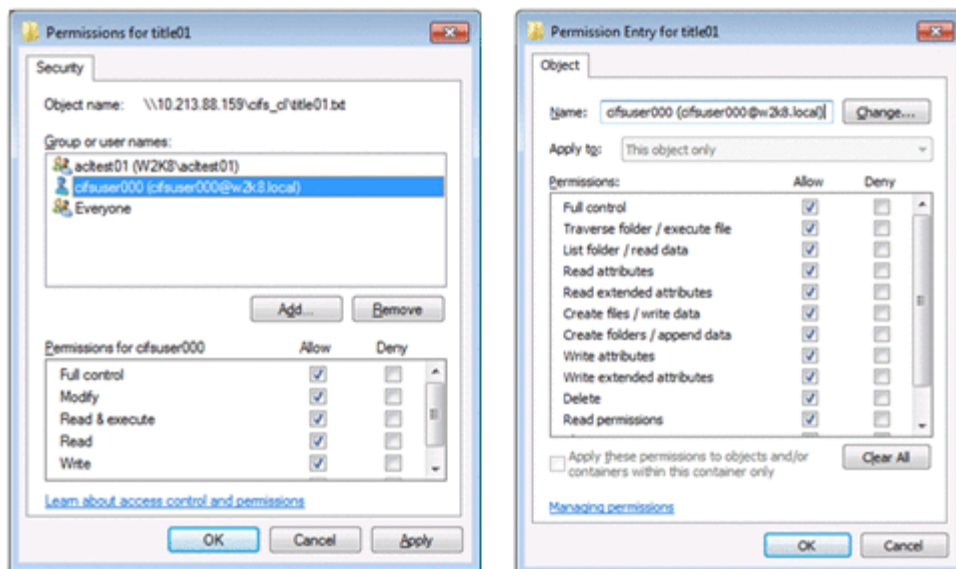 Permissions for title01
Security
Object name: \\10.213.88.159\cifs_cl\title01.txt
Group or user names:
acltest01 (W2K8\acltest01)
cifsuser000 (cifsuser000@w2k8.local)
Everyone
Add...
Remove
Permissions for cifsuser000 Allow Deny
Full control
Modify
Read & execute
Read
Write
Learn about access control and permissions
OK Cancel Apply
Permission Entry for title01
Object
Name: cifsuser000 (cifsuser000@w2k8.local) Change...
Apply to: This object only
Permissions: Allow Deny
Full control
Traverse folder / execute file
List folder / read data
Read attributes
Read extended attributes
Create files / write data
Create folders / append data
Write attributes
Write extended attributes
Delete
Read permissions
Apply these permissions to objects and/or
containers within this container only
Clear All
Managing permissions
OK Cancel